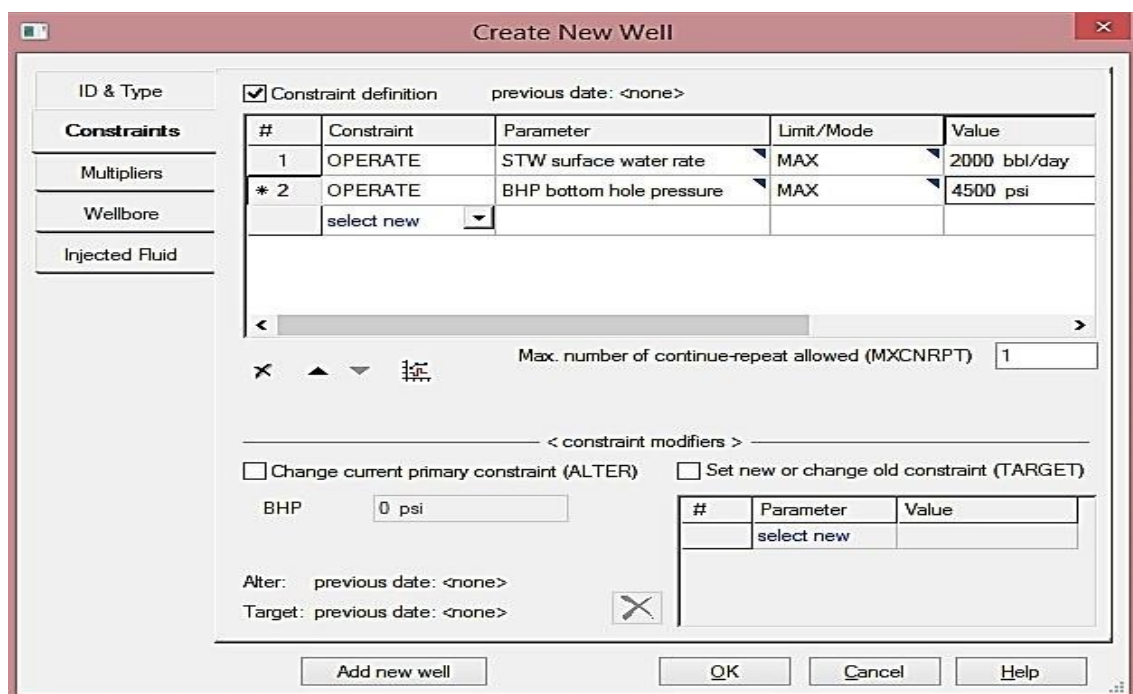 Create New Well
ID & Type
Constraints
Multipliers
Wellbore
Injected Fluid
Constraint definition previous date: <none>
# Constraint Parameter Limit/Mode Value
1 OPERATE STW surface water rate MAX 2000 bbl/day
* 2 OPERATE BHP bottom hole pressure MAX 4500 psi
select new
Max. number of continue-repeat allowed (MXCNRPT) 1
< constraint modifiers >
Change current primary constraint (ALTER) Set new or change old constraint (TARGET)
BHP 0 psi
# Parameter Value
select new
Alter: previous date: <none>
Target: previous date: <none>
Add new well OK Cancel Help